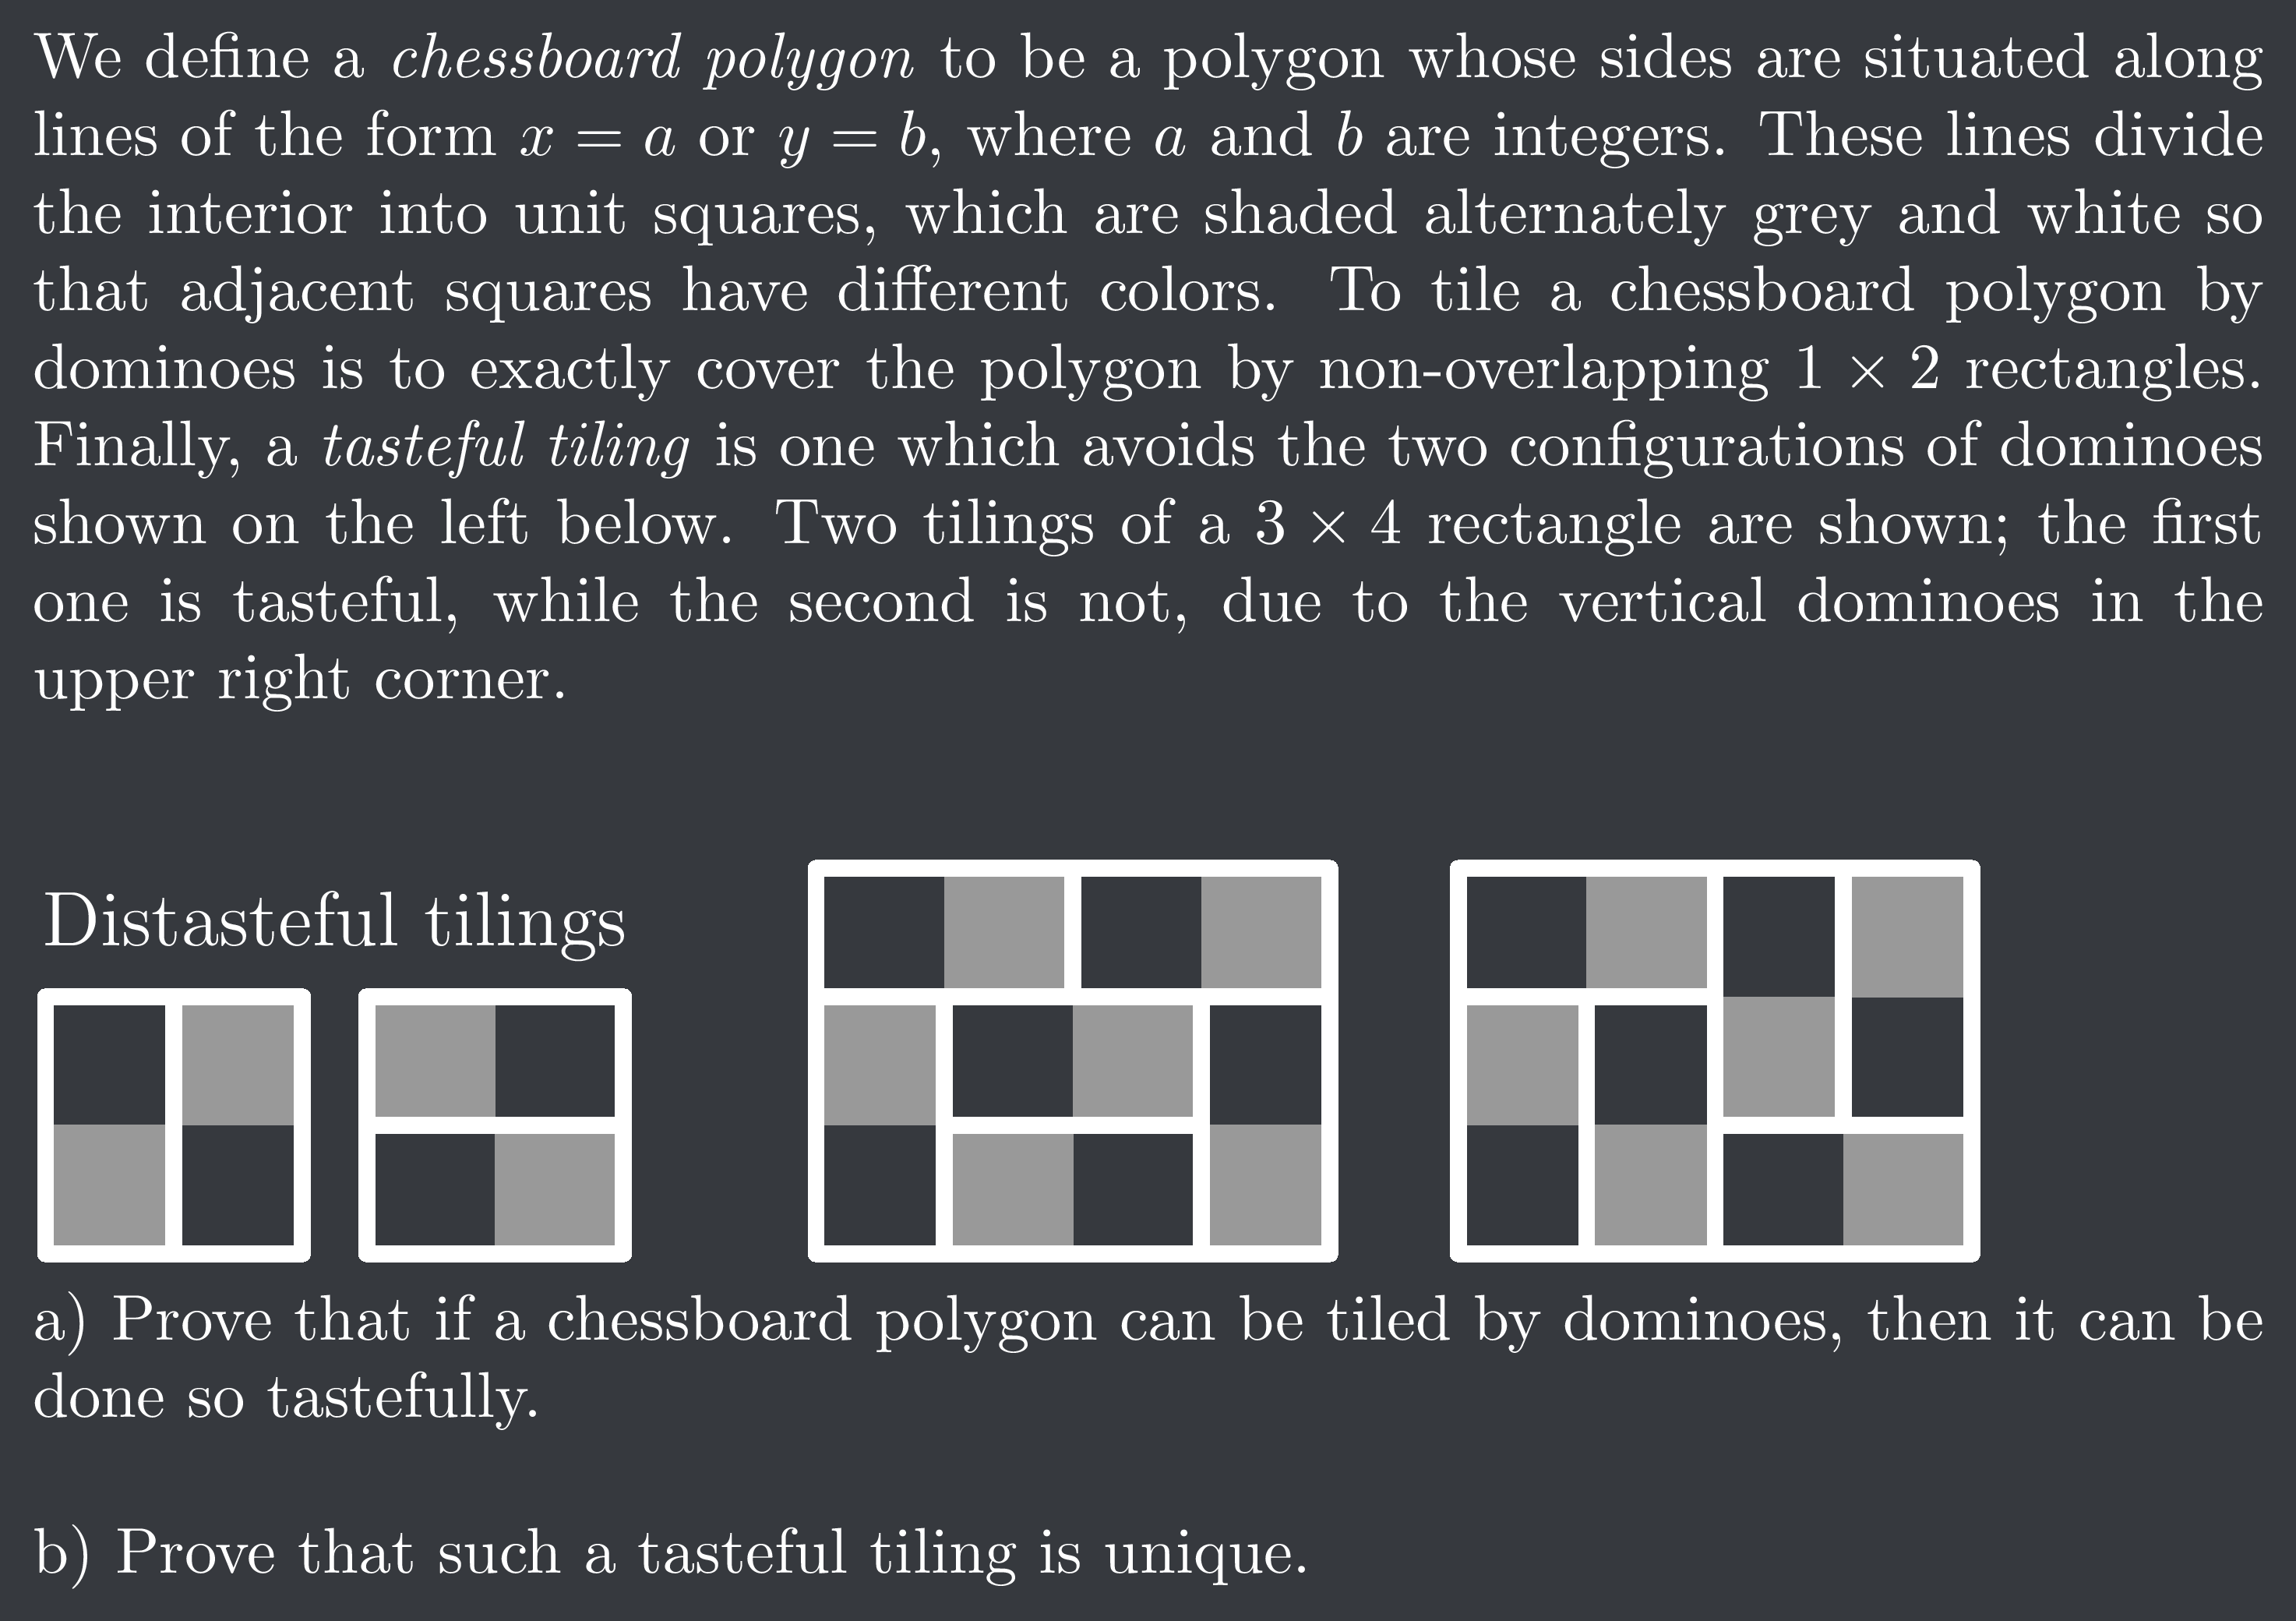 We define a chessboard polygon to be a polygon whose sides are situated along
lines of the form x = a or y = b, where a and b are integers. These lines divide
the interior into unit squares, which are shaded alternately grey and white so
that adjacent squares have different colors. To tile a chessboard polygon by
dominoes is to exactly cover the polygon by non-overlapping 1 × 2 rectangles.
Finally, a tasteful tiling is one which avoids the two configurations of dominoes
shown on the left below. Two tilings of a 3 × 4 rectangle are shown; the first
one is tasteful, while the second is not, due to the vertical dominoes in the
upper right corner.
Distasteful tilings
a) Prove that if a chessboard polygon can be tiled by dominoes, then it can be
done so tastefully.
b) Prove that such a tasteful tiling is unique.